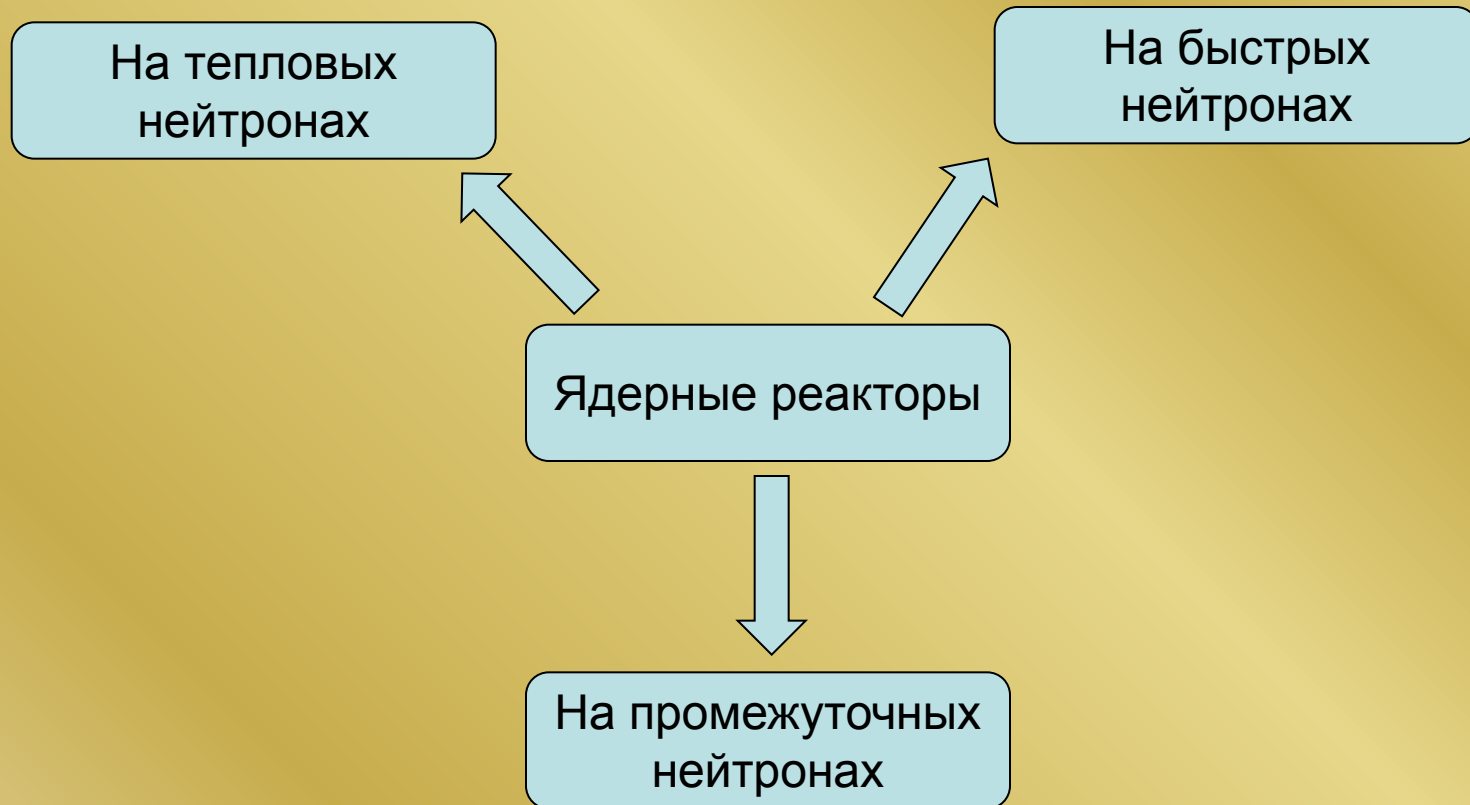 На тепловых
нейтронах
На быстрых
нейтронах
Ядерные реакторы
На промежуточных
нейтронах